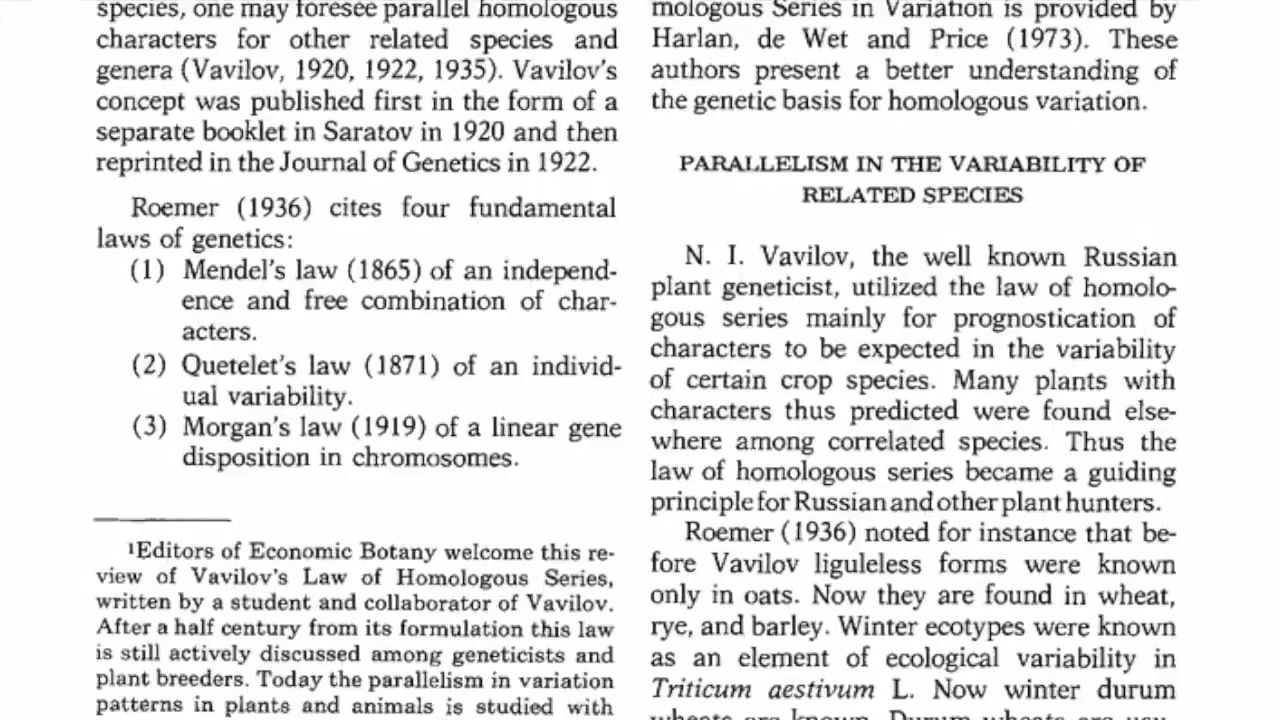 species, one may foresee parallel homologous
characters for other related species and
genera (Vavilov, 1920, 1922, 1935). Vavilov's
concept was published first in the form of a
separate booklet in Saratov in 1920 and then
reprinted in the Journal of Genetics in 1922.
Roemer (1936) cites four fundamental
laws of genetics:
(1) Mendel's law (1865) of an independ-
ence and free combination of char-
acters.
(2) Quetelet's law (1871) of an individ-
ual variability.
(3) Morgan's law (1919) of a linear gene
disposition in chromosomes.
¹Editors of Economic Botany welcome this re-
view of Vavilov's Law of Homologous Series,
written by a student and collaborator of Vavilov.
After a half century from its formulation this law
is still actively discussed among geneticists and
plant breeders. Today the parallelism in variation
patterns in plants and animals is studied with
mologous Series in Variation is provided by
Harlan, de Wet and Price (1973). These
authors present a better understanding of
the genetic basis for homologous variation.
PARALLELISM IN THE VARIABILITY OF
RELATED SPECIES
N. I. Vavilov, the well known Russian
plant geneticist, utilized the law of homolo-
gous series mainly for prognostication of
characters to be expected in the variability
of certain crop species. Many plants with
characters thus predicted were found else-
where among correlated species. Thus the
law of homologous series became a guiding
principle for Russian and other plant hunters.
Roemer (1936) noted for instance that be-
fore Vavilov liguleless forms were known
only in oats. Now they are found in wheat,
rye, and barley. Winter ecotypes were known
as an element of ecological variability in
Triticum aestivum L. Now winter durum
wheats are known. Durum wheats are